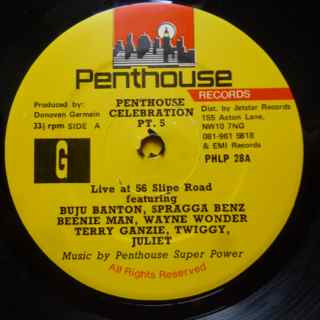 Penthouse
RECORDS
Produced by:
Donovan Germain
33⅓ rpm SIDE A
PENTHOUSE
CELEBRATION
PT. 5
Dist. by Jetstar Records
155 Acton Lane,
NW10 7NG
081-961 5818
& EMI Records
PHLP 28A
G
Live at 56 Slipe Road
featuring
BUJU BANTON, SPRAGGA BENZ
BEENIE MAN, WAYNE WONDER
TERRY GANZIE, TWIGGY,
JULIET
Music by Penthouse Super Power
All Rights Reserved